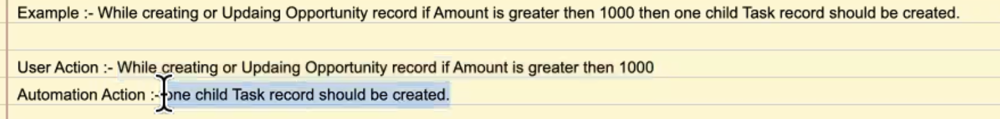 Example :- While creating or Updaing Opportunity record if Amount is greater then 1000 then one child Task record should be created.
User Action :- While creating or Updaing Opportunity record if Amount is greater then 1000
Automation Action :- one child Task record should be created.